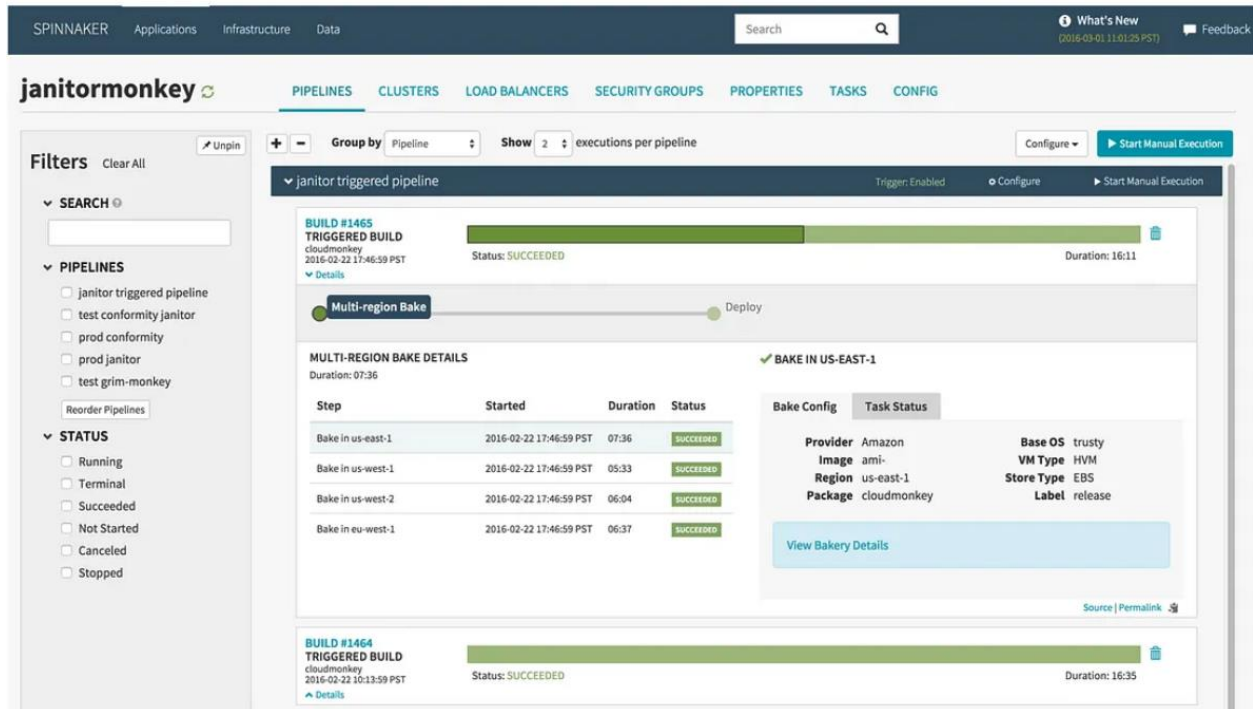 SPINNAKER Applications Infrastructure Data Search What's New
(2016-03-01 11:01:25 PST) Feedback
janitormonkey PIPELINES CLUSTERS LOAD BALANCERS SECURITY GROUPS PROPERTIES TASKS CONFIG
Unpin
Filters Clear All
SEARCH
PIPELINES
janitor triggered pipeline
test conformity janitor
prod conformity
prod janitor
test grim-monkey
Reorder Pipelines
STATUS
Running
Terminal
Succeeded
Not Started
Canceled
Stopped
Group by Pipeline Show 2 executions per pipeline Configure Start Manual Execution
janitor triggered pipeline Trigger: Enabled Configure Start Manual Execution
BUILD #1465
TRIGGERED BUILD
cloudmonkey
2016-02-22 17:46:59 PST
Details
Status: SUCCEEDED Duration: 16:11
Multi-region Bake Deploy
MULTI-REGION BAKE DETAILS
Duration: 07:36
Step Started Duration Status
Bake in us-east-1 2016-02-22 17:46:59 PST 07:36 SUCCEEDED
Bake in us-west-1 2016-02-22 17:46:59 PST 05:33 SUCCEEDED
Bake in us-west-2 2016-02-22 17:46:59 PST 06:04 SUCCEEDED
Bake in eu-west-1 2016-02-22 17:46:59 PST 06:37 SUCCEEDED
BAKE IN US-EAST-1
Bake Config Task Status
Provider Amazon Base OS trusty
Image ami- VM Type HVM
Region us-east-1 Store Type EBS
Package cloudmonkey Label release
View Bakery Details
Source | Permalink
BUILD #1464
TRIGGERED BUILD
cloudmonkey
2016-02-22 10:13:59 PST
Details
Status: SUCCEEDED Duration: 16:35